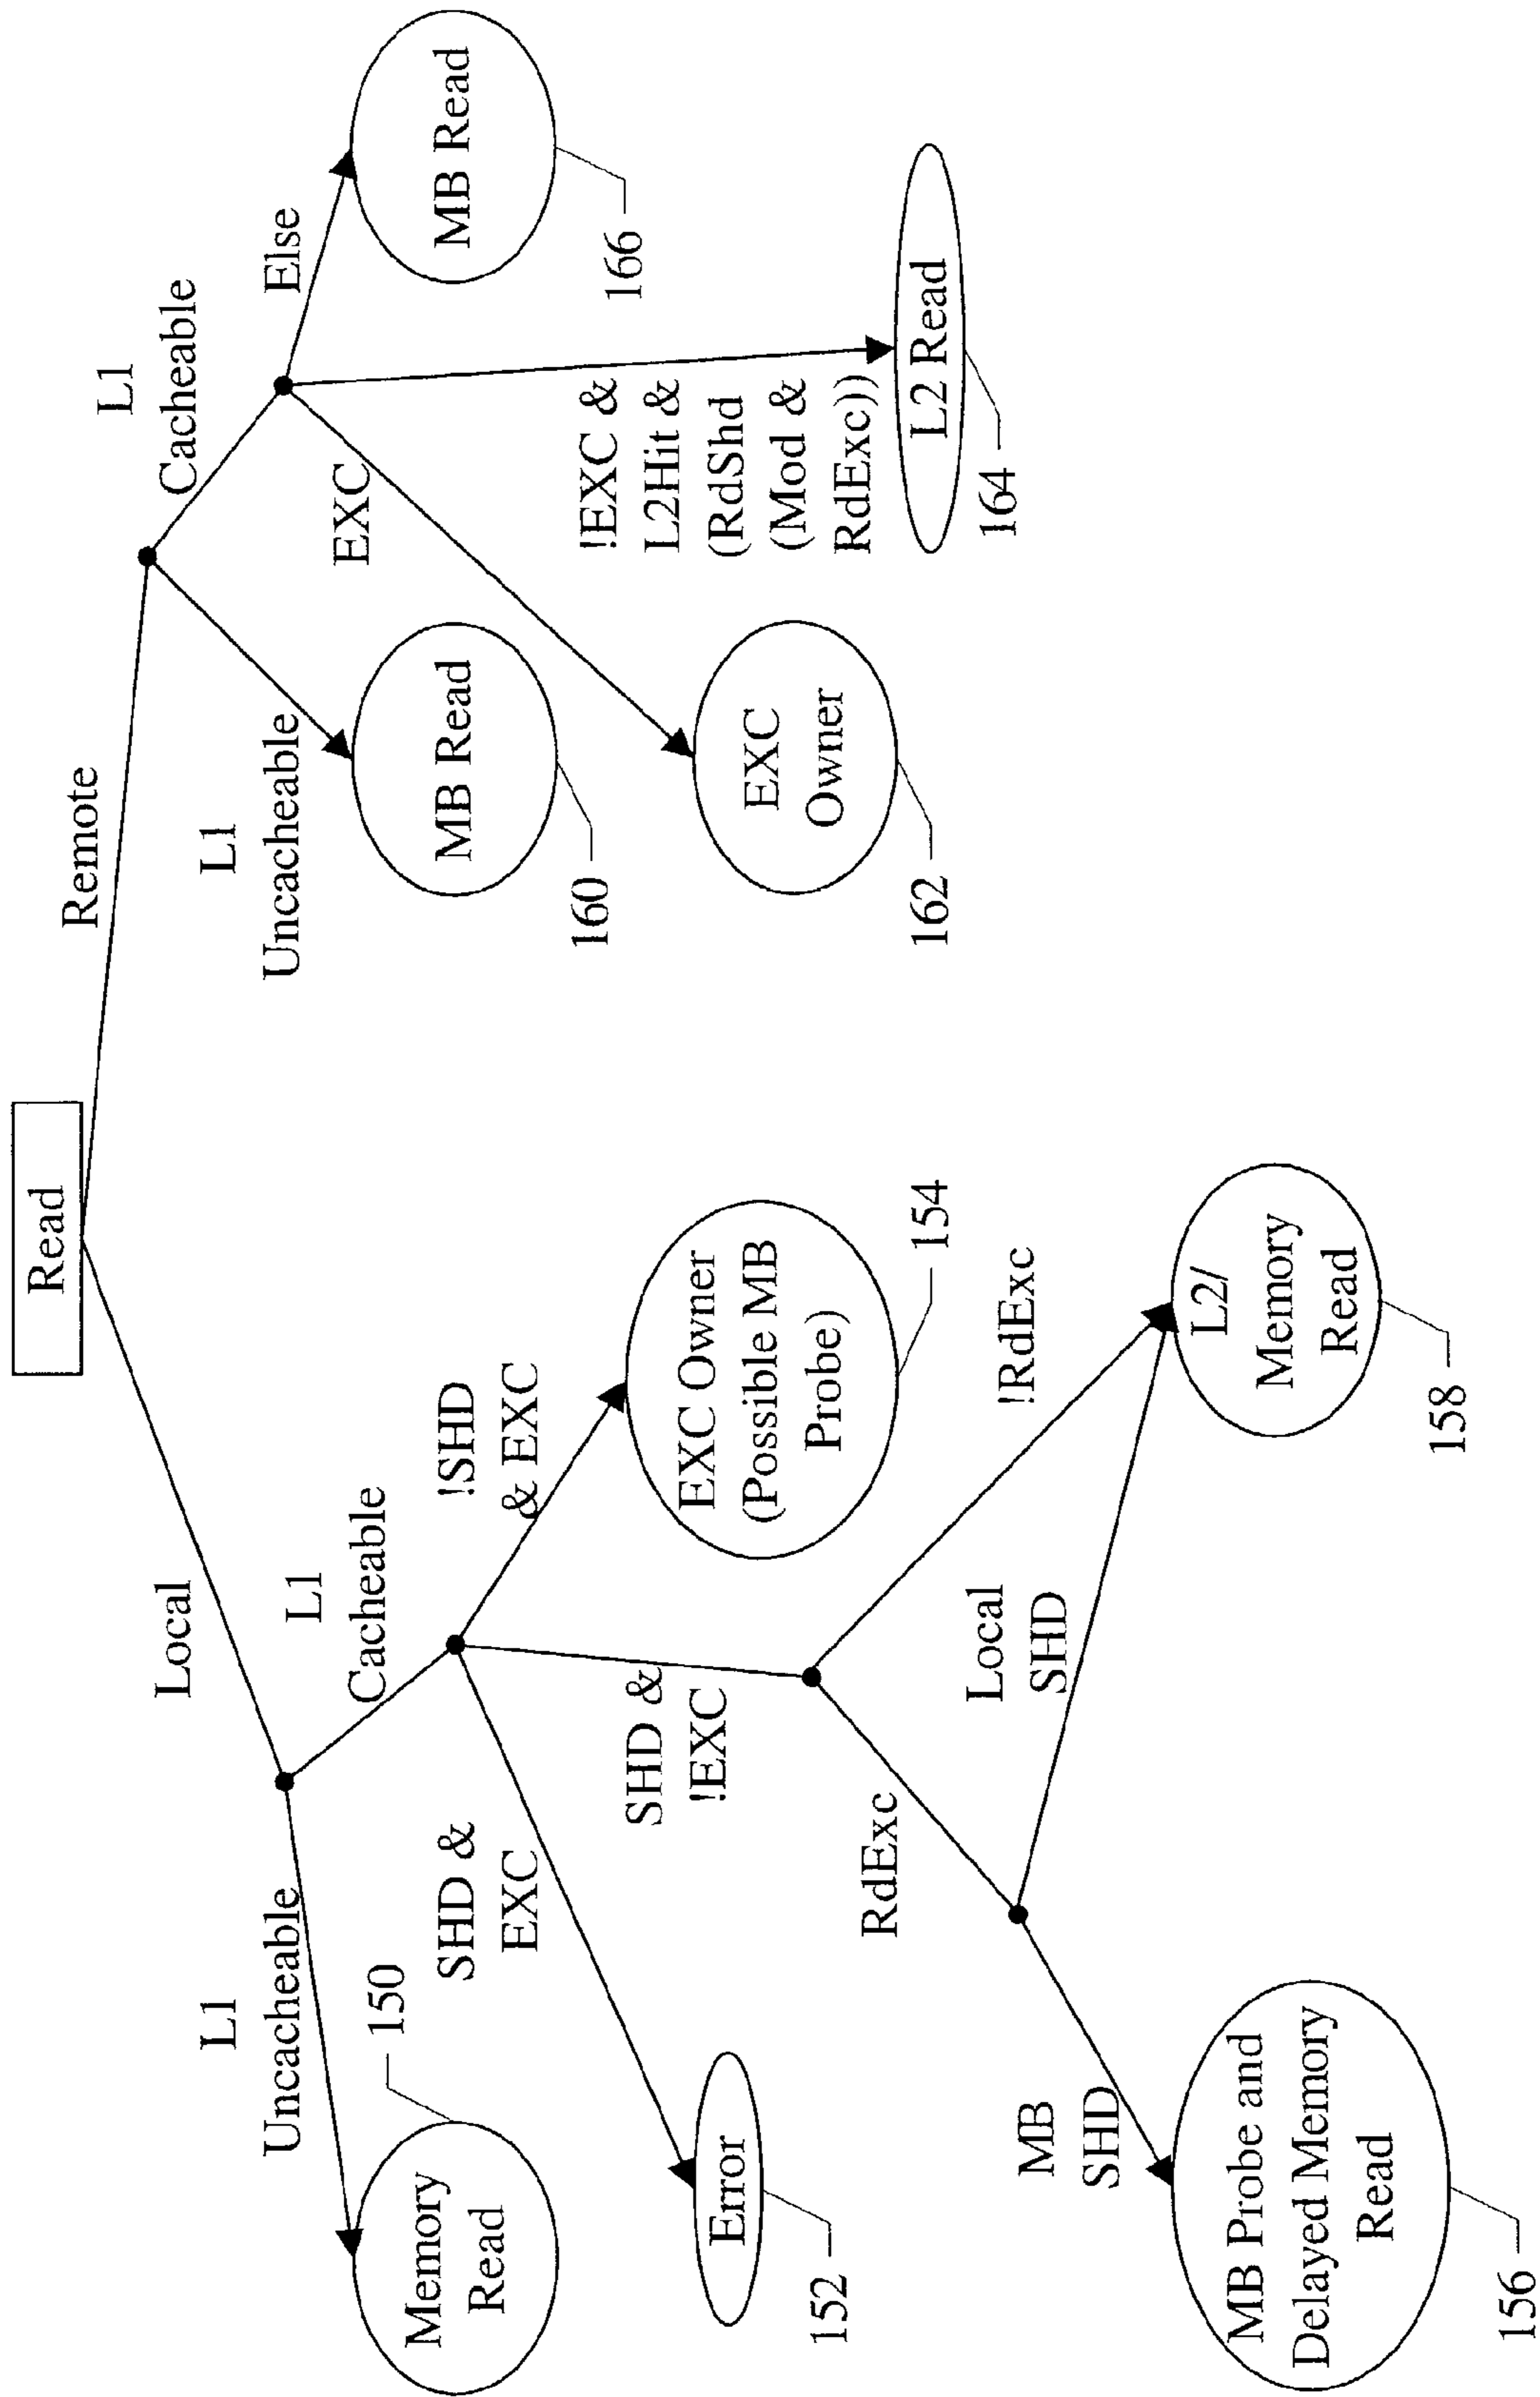 Read
Local
Remote
L1
Uncacheable
L1
Cacheable
Memory
Read
150
SHD &
EXC
!SHD
& EXC
Error
152
EXC Owner
(Possible MB
Probe)
154
SHD &
!EXC
RdExc
!RdExc
MB
SHD
Local
SHD
MB Probe and
Delayed Memory
Read
156
L2/
Memory
Read
158
L1
Uncacheable
L1
Cacheable
MB Read
160
EXC
Else
EXC
Owner
162
!EXC &
L2Hit &
(RdShd
(Mod &
RdExc))
L2 Read
164
MB Read
166